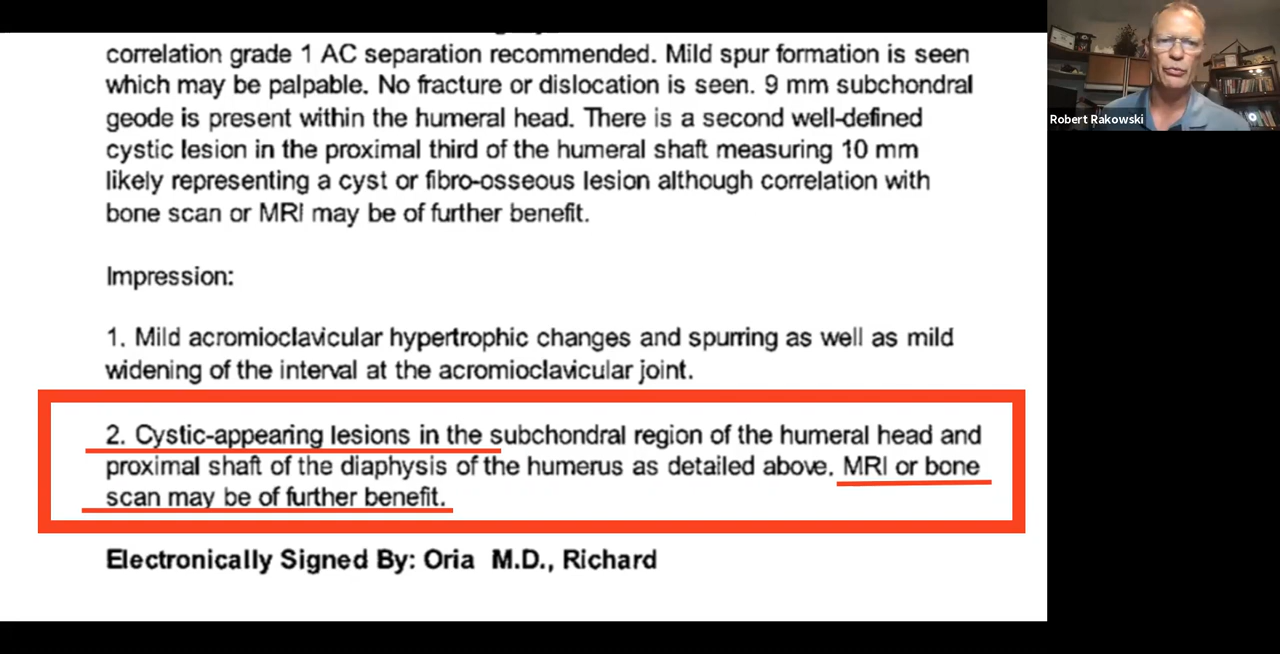 correlation grade 1 AC separation recommended. Mild spur formation is seen
which may be palpable. No fracture or dislocation is seen. 9 mm subchondral
geode is present within the humeral head. There is a second well-defined
cystic lesion in the proximal third of the humeral shaft measuring 10 mm
likely representing a cyst or fibro-osseous lesion although correlation with
bone scan or MRI may be of further benefit.
Impression:
1. Mild acromioclavicular hypertrophic changes and spurring as well as mild
widening of the interval at the acromioclavicular joint.
2. Cystic-appearing lesions in the subchondral region of the humeral head and
proximal shaft of the diaphysis of the humerus as detailed above. MRI or bone
scan may be of further benefit.
Electronically Signed By: Oria M.D., Richard
Robert Rakowski